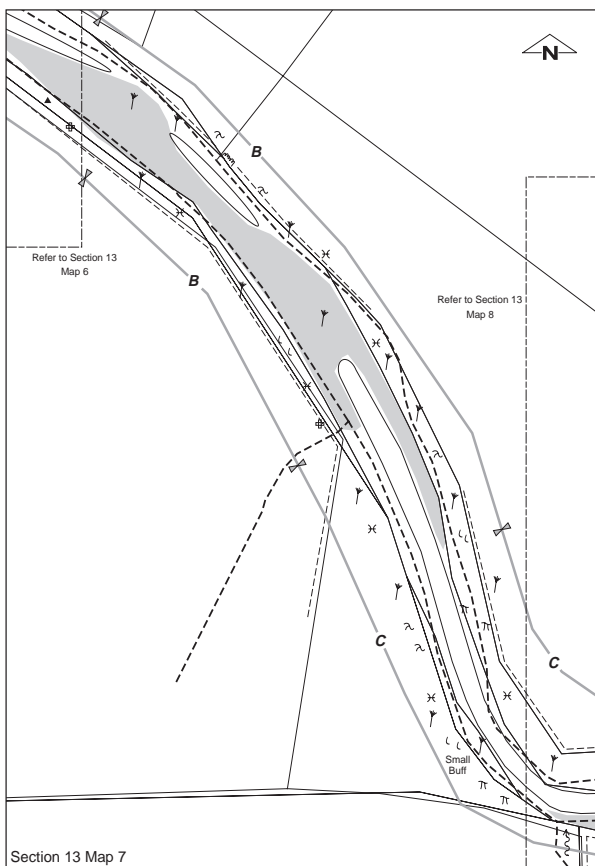 N
B
Refer to Section 13
Map 6
B
Refer to Section 13
Map 8
C
C
Small
Buff
Section 13 Map 7